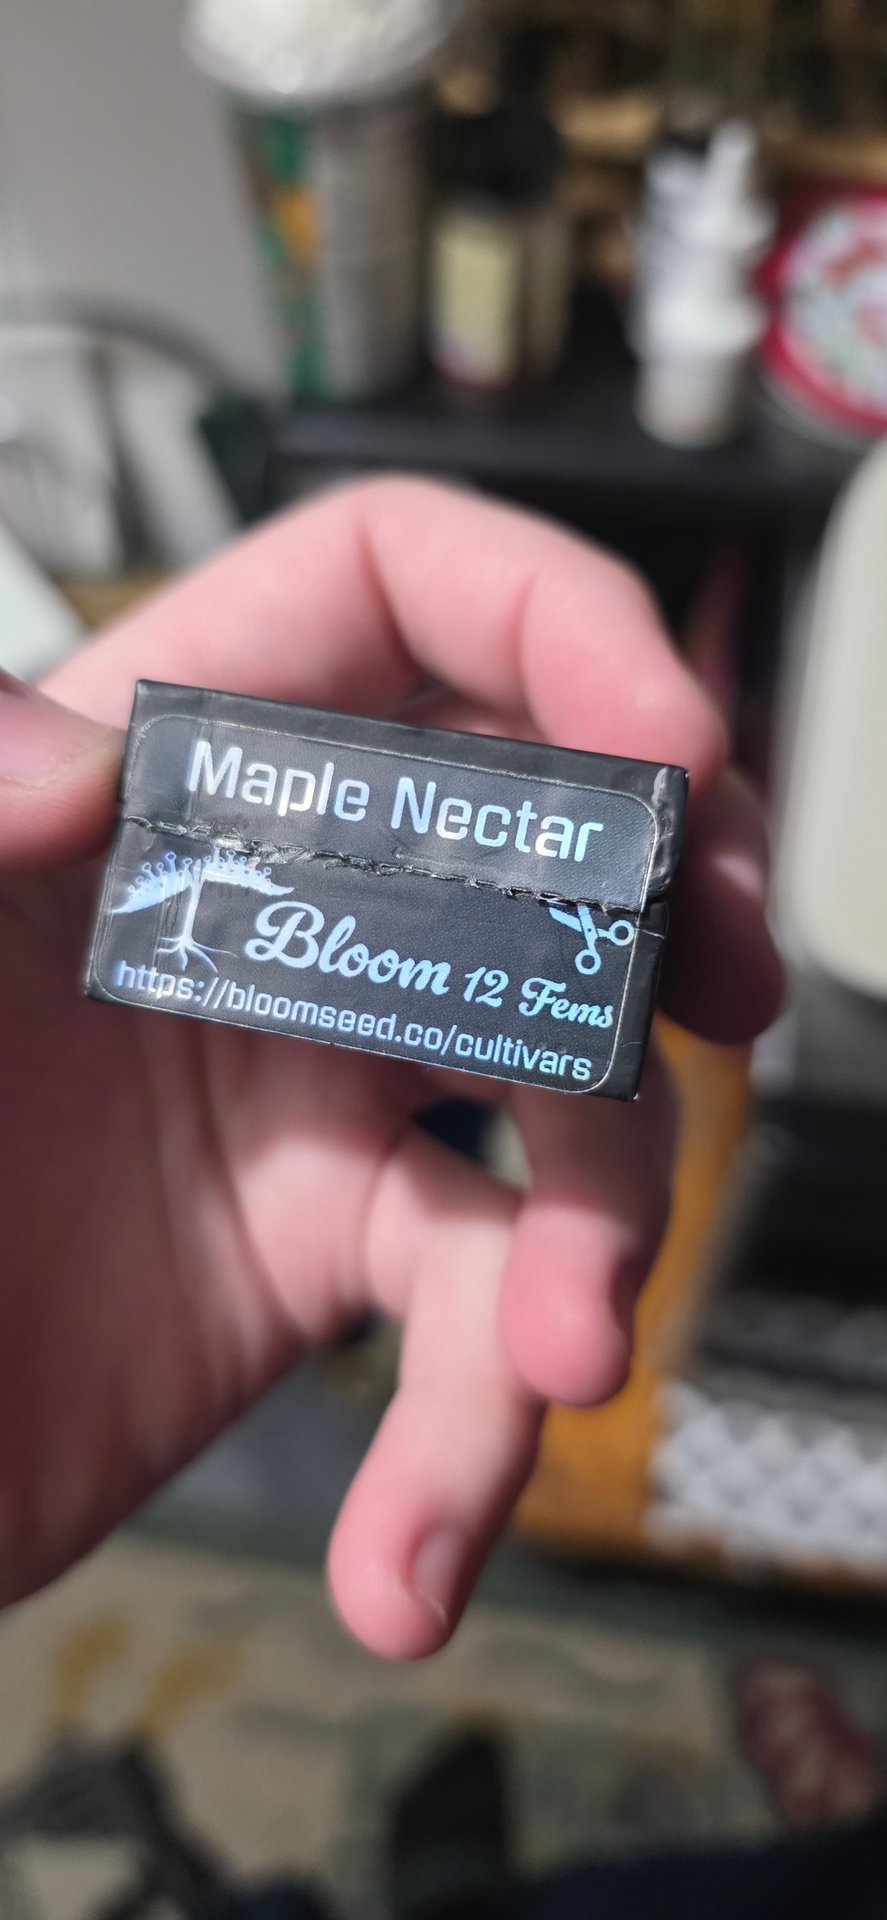 Maple Nectar
Bloom 12 Fems
https://bloomseed.co/cultivars